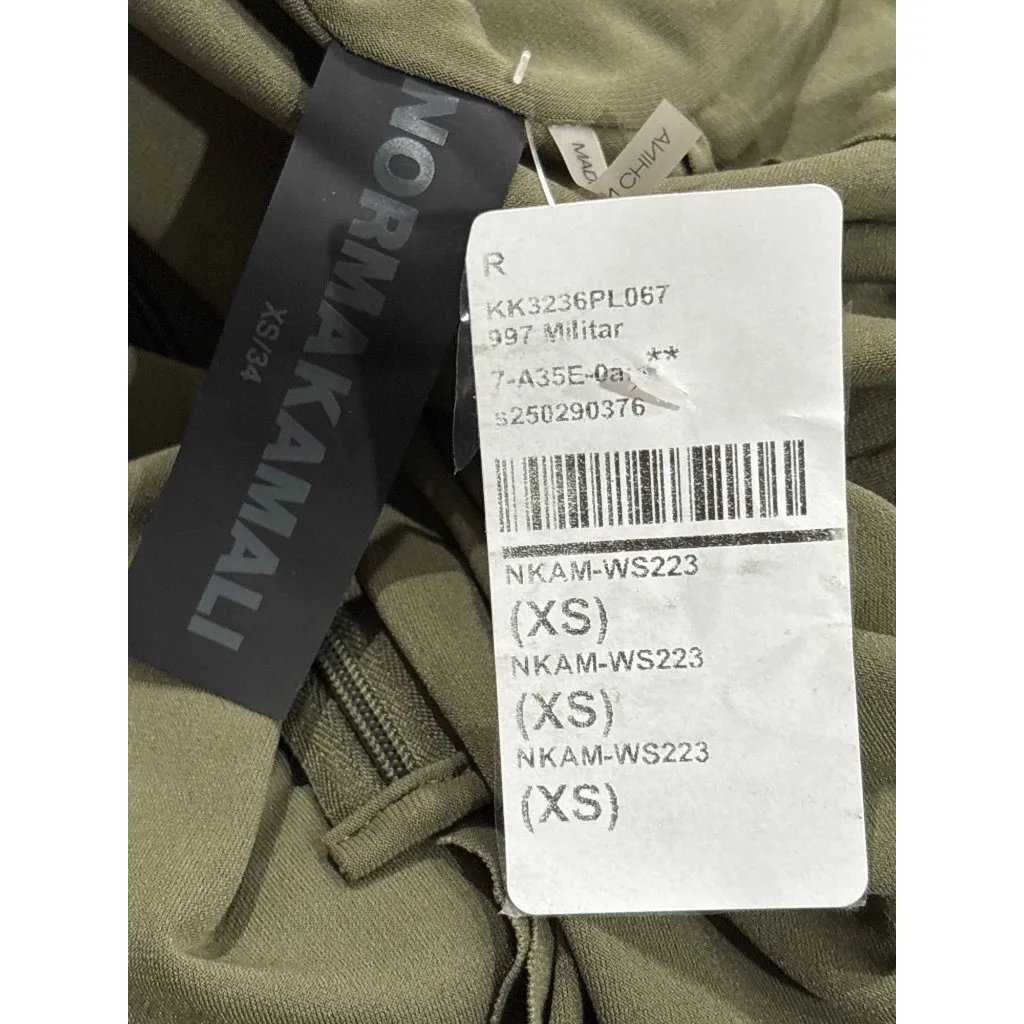 NORMAKAMALI
XS/34
MADE
IN CHINA
R
KK3236PL067
997 Militar
s250290376
NKAM-WS223
(XS)
NKAM-WS223
(XS)
NKAM-WS223
(XS)